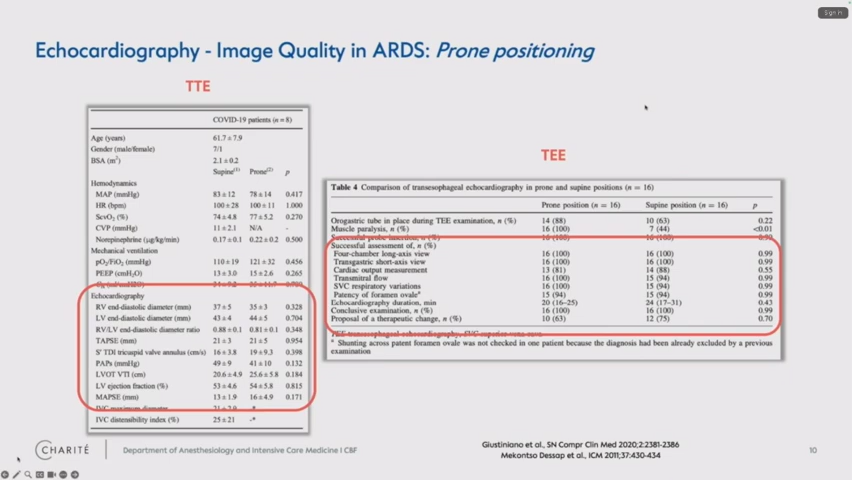 Sign in
Echocardiography - Image Quality in ARDS: Prone positioning
TTE
COVID-19 patients (n = 8)
Age (years) 61.7 ± 7.9
Gender (male/female) 7/1
BSA (m²) 2.1 ± 0.2
Supine(1) Prone(2) p
Hemodynamics
MAP (mmHg) 83 ± 12 78 ± 14 0.417
HR (bpm) 100 ± 28 100 ± 11 1.000
ScvO₂ (%) 74 ± 4.8 77 ± 5.2 0.270
CVP (mmHg) 11 ± 2.1 N/A -
Norepinephrine (µg/kg/min) 0.17 ± 0.1 0.22 ± 0.2 0.500
Mechanical ventilation
pO₂/FiO₂ (mmHg) 110 ± 19 121 ± 32 0.456
PEEP (cmH₂O) 13 ± 3.0 15 ± 2.6 0.265
Echocardiography
RV end-diastolic diameter (mm) 37 ± 5 35 ± 3 0.328
LV end-diastolic diameter (mm) 43 ± 4 44 ± 5 0.704
RV/LV end-diastolic diameter ratio 0.88 ± 0.1 0.81 ± 0.1 0.348
TAPSE (mm) 21 ± 3 21 ± 5 0.954
S' TDI tricuspid valve annulus (cm/s) 16 ± 3.8 19 ± 9.3 0.398
PAPs (mmHg) 49 ± 9 41 ± 10 0.132
LVOT VTI (cm) 20.6 ± 4.9 25.6 ± 5.8 0.184
LV ejection fraction (%) 53 ± 4.6 54 ± 5.8 0.815
MAPSE (mm) 13 ± 1.9 16 ± 4.9 0.171
IVC maximum diameter
IVC distensibility index (%) 25 ± 21 -*
TEE
Table 4 Comparison of transesophageal echocardiography in prone and supine positions (n = 16)
Prone position (n = 16) Supine position (n = 16) p
Orogastric tube in place during TEE examination, n (%) 14 (88) 10 (63) 0.22
Muscle paralysis, n (%) 16 (100) 7 (44) <0.01
Successful assessment of, n (%)
Four-chamber long-axis view 16 (100) 16 (100) 0.99
Transgastric short-axis view 16 (100) 16 (100) 0.99
Cardiac output measurement 13 (81) 14 (88) 0.55
Transmitral flow 16 (100) 15 (94) 0.99
SVC respiratory variations 16 (100) 15 (94) 0.99
Patency of foramen ovale* 15 (94) 15 (94) 0.99
Echocardiography duration, min 20 (16–25) 24 (17–31) 0.43
Conclusive examination, n (%) 16 (100) 16 (100) 0.99
Proposal of a therapeutic change, n (%) 10 (63) 12 (75) 0.70
* Shunting across patent foramen ovale was not checked in one patient because the diagnosis had been already excluded by a previous
examination
CHARITÉ
Department of Anesthesiology and Intensive Care Medicine I CBF
Giustiniano et al., SN Compr Clin Med 2020;2:2381-2386
Mekontso Dessap et al., ICM 2011;37:430-434
10